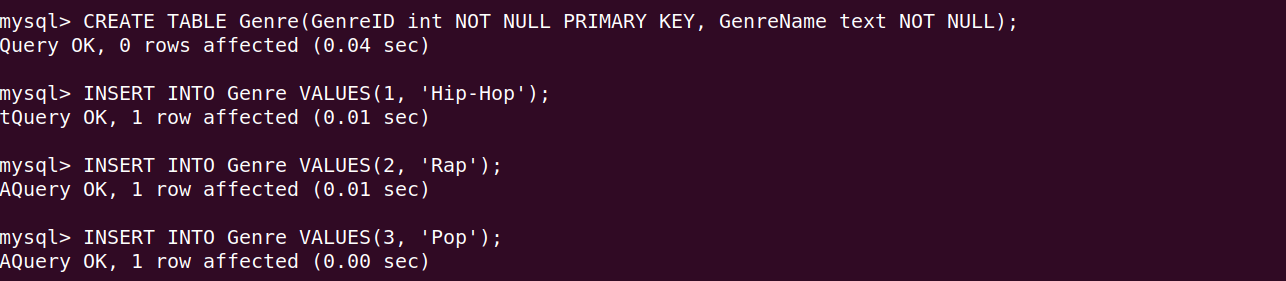 mysql> CREATE TABLE Genre(GenreID int NOT NULL PRIMARY KEY, GenreName text NOT NULL);
Query OK, 0 rows affected (0.04 sec)
mysql> INSERT INTO Genre VALUES(1, 'Hip-Hop');
tQuery OK, 1 row affected (0.01 sec)
mysql> INSERT INTO Genre VALUES(2, 'Rap');
AQuery OK, 1 row affected (0.01 sec)
mysql> INSERT INTO Genre VALUES(3, 'Pop');
AQuery OK, 1 row affected (0.00 sec)